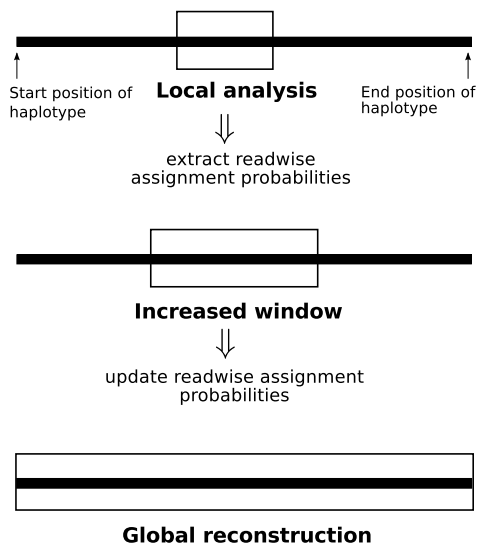 Start position of
haplotype
Local analysis
End position of
haplotype
extract readwise
assignment probabilities
Increased window
update readwise assignment
probabilities
Global reconstruction